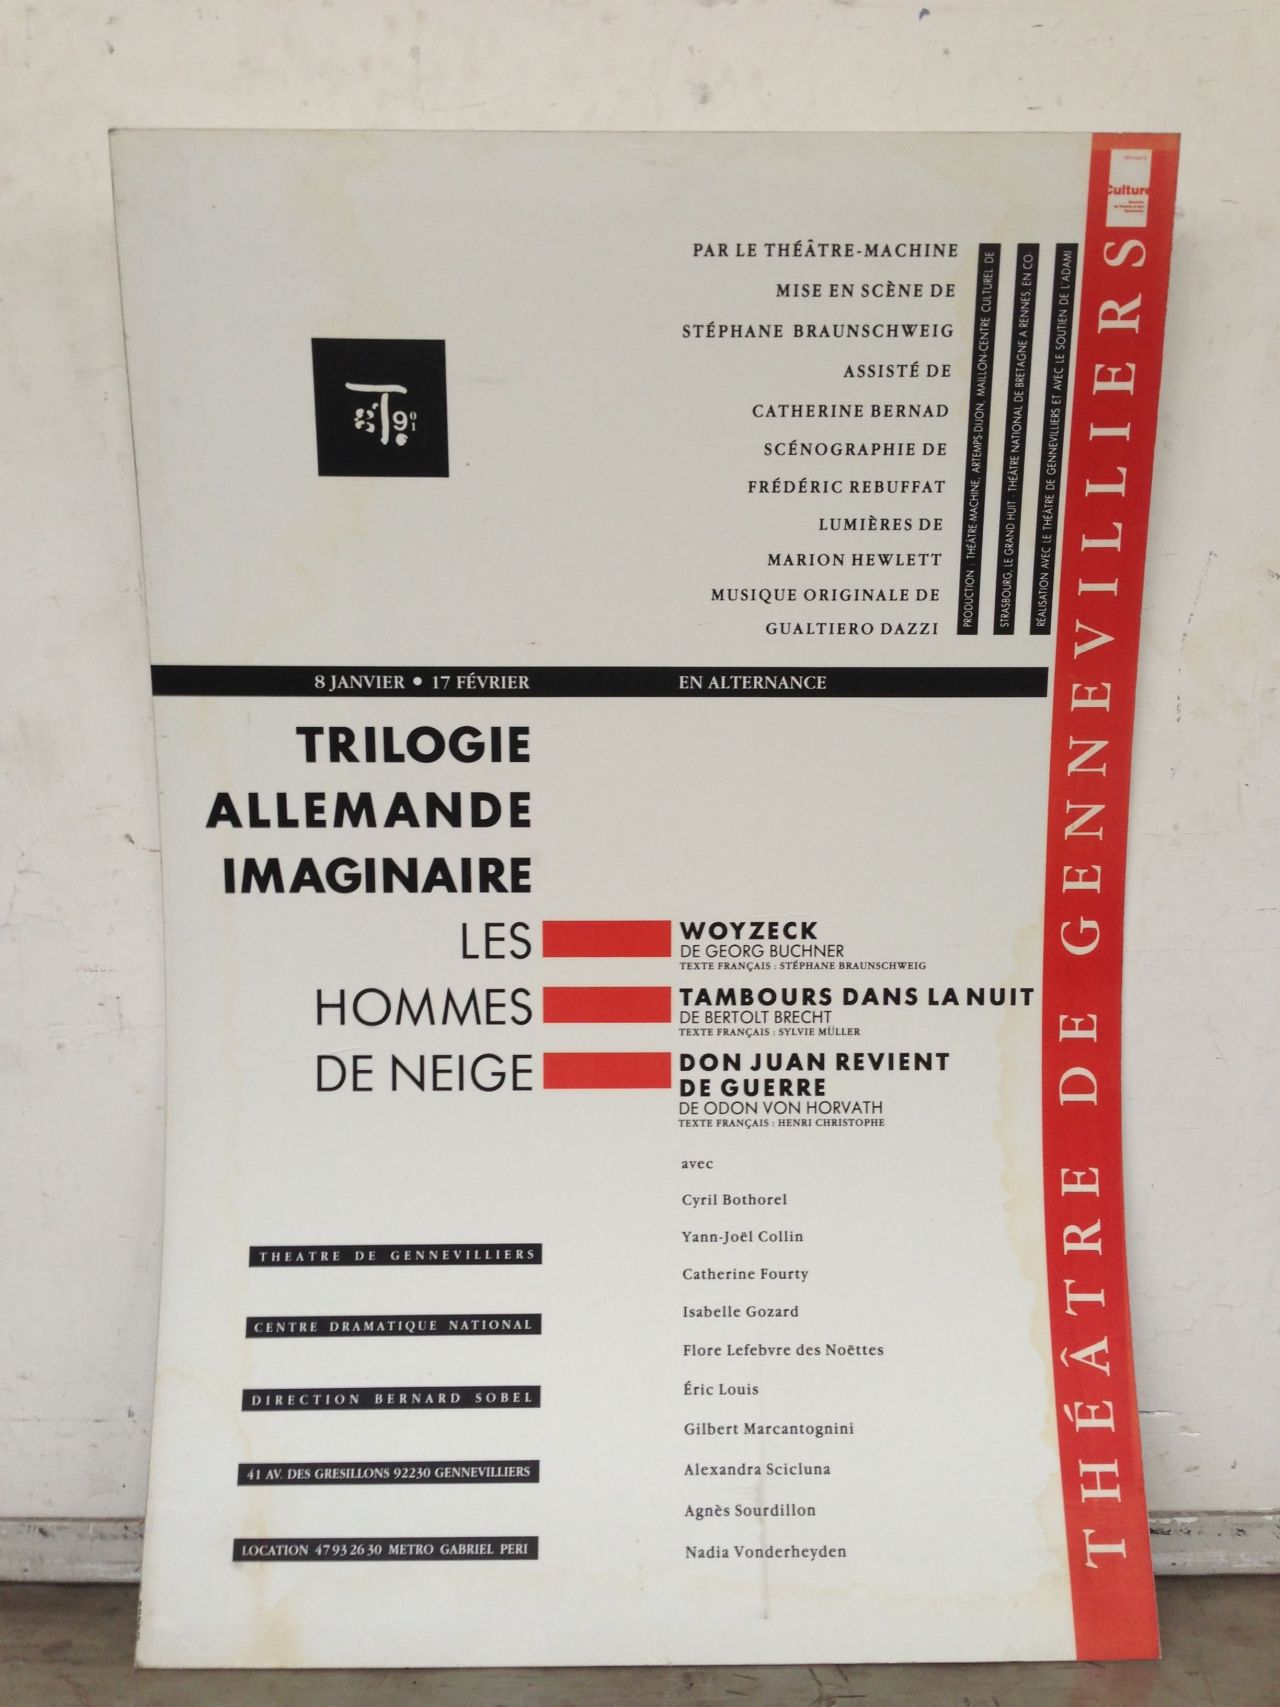 Culture
THÉÂTRE DE GENNEVILLIERS
PAR LE THÉÂTRE-MACHINE
MISE EN SCÈNE DE
STÉPHANE BRAUNSCHWEIG
ASSISTÉ DE
CATHERINE BERNAD
SCÉNOGRAPHIE DE
FRÉDÉRIC REBUFFAT
LUMIÈRES DE
MARION HEWLETT
MUSIQUE ORIGINALE DE
GUALTIERO DAZZI
PRODUCTION : THÉÂTRE-MACHINE, ARTEMPS-DIJON, MAILLON-CENTRE CULTUREL DE
STRASBOURG, LE GRAND HUIT - THÉÂTRE NATIONAL DE BRETAGNE A RENNES, EN CO-
RÉALISATION AVEC LE THÉÂTRE DE GENNEVILLIERS ET AVEC LE SOUTIEN DE L'ADAMI
8 JANVIER • 17 FÉVRIER EN ALTERNANCE
TRILOGIE
ALLEMANDE
IMAGINAIRE
LES
HOMMES
DE NEIGE
WOYZECK
DE GEORG BUCHNER
TEXTE FRANÇAIS : STÉPHANE BRAUNSCHWEIG
TAMBOURS DANS LA NUIT
DE BERTOLT BRECHT
TEXTE FRANÇAIS : SYLVIE MÜLLER
DON JUAN REVIENT
DE GUERRE
DE ODON VON HORVATH
TEXTE FRANÇAIS : HENRI CHRISTOPHE
avec
Cyril Bothorel
Yann-Joël Collin
Catherine Fourty
Isabelle Gozard
Flore Lefebvre des Noëttes
Éric Louis
Gilbert Marcantognini
Alexandra Scicluna
Agnès Sourdillon
Nadia Vonderheyden
THEATRE DE GENNEVILLIERS
CENTRE DRAMATIQUE NATIONAL
DIRECTION BERNARD SOBEL
41 AV. DES GRESILLONS 92230 GENNEVILLIERS
LOCATION 47 93 26 30 METRO GABRIEL PERI